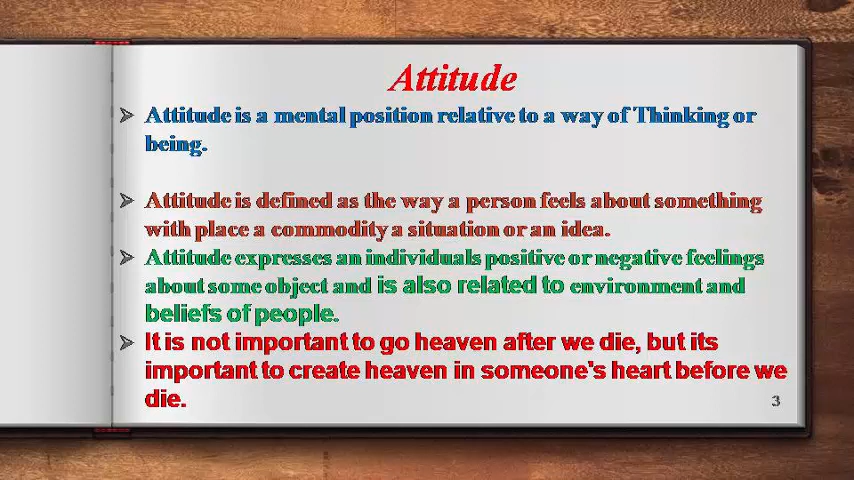 Attitude
➢ Attitude is a mental position relative to a way of Thinking or
being.
➢ Attitude is defined as the way a person feels about something
with place a commodity a situation or an idea.
➢ Attitude expresses an individuals positive or negative feelings
about some object and is also related to environment and
beliefs of people.
➢ It is not important to go heaven after we die, but its
important to create heaven in someone's heart before we
die.
3